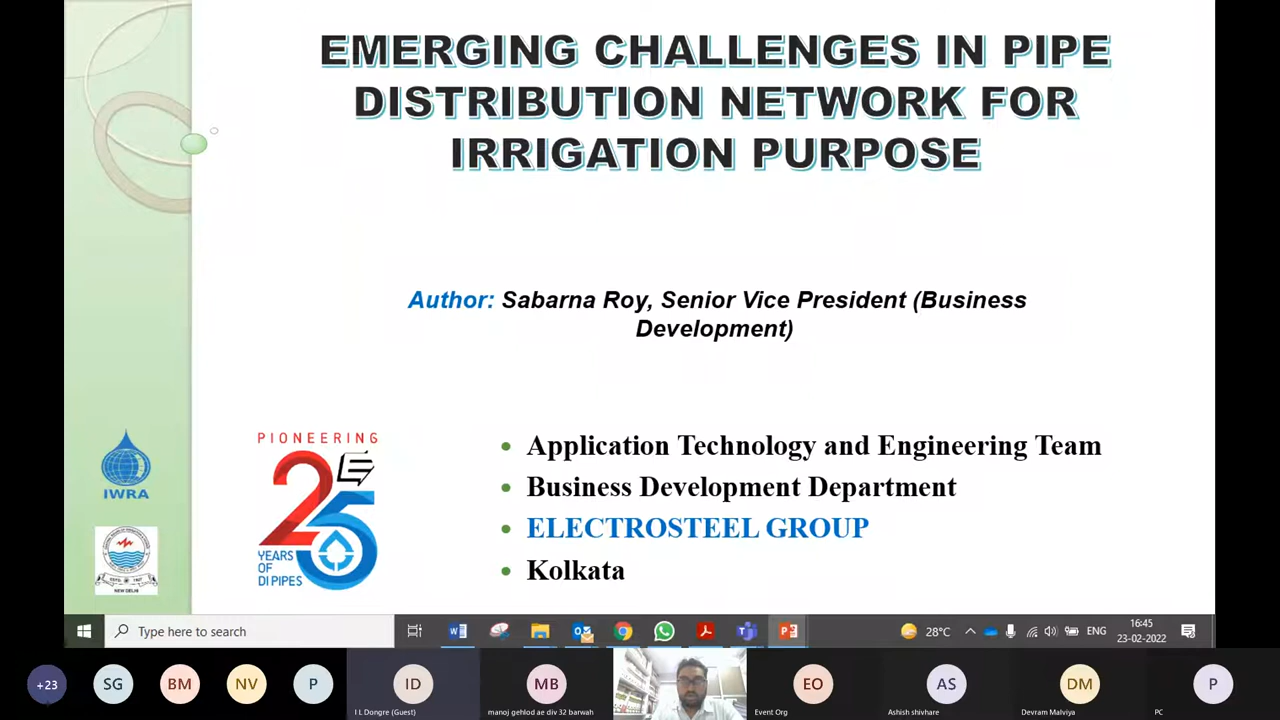 EMERGING CHALLENGES IN PIPE
DISTRIBUTION NETWORK FOR
IRRIGATION PURPOSE
Author: Sabarna Roy, Senior Vice President (Business
Development)
IWRA
NEW DELHI
PIONEERING
25
YEARS
OF
DI PIPES
• Application Technology and Engineering Team
• Business Development Department
• ELECTROSTEEL GROUP
• Kolkata
Type here to search
28°C
ENG
16:45
23-02-2022
+23
SG
BM
NV
P
ID
I L Dongre (Guest)
MB
manoj gehlod ae div 32 barwah
EO
Event Org
AS
Ashish shivhare
DM
Devram Malviya
P
PC